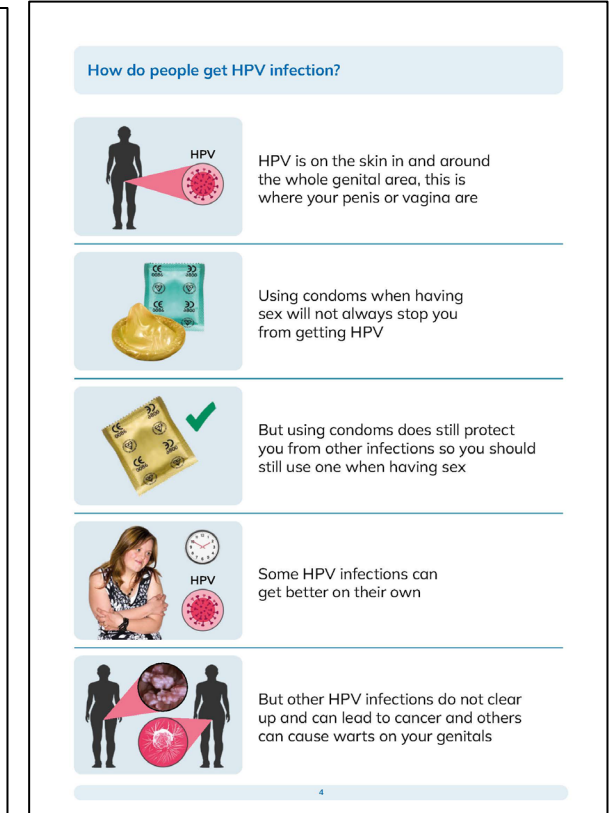 How do people get HPV infection?
HPV
HPV is on the skin in and around
the whole genital area, this is
where your penis or vagina are
CE
Using condoms when having
sex will not always stop you
from getting HPV
CE
But using condoms does still protect
you from other infections so you should
still use one when having sex
HPV
Some HPV infections can
get better on their own
But other HPV infections do not clear
up and can lead to cancer and others
can cause warts on your genitals
4